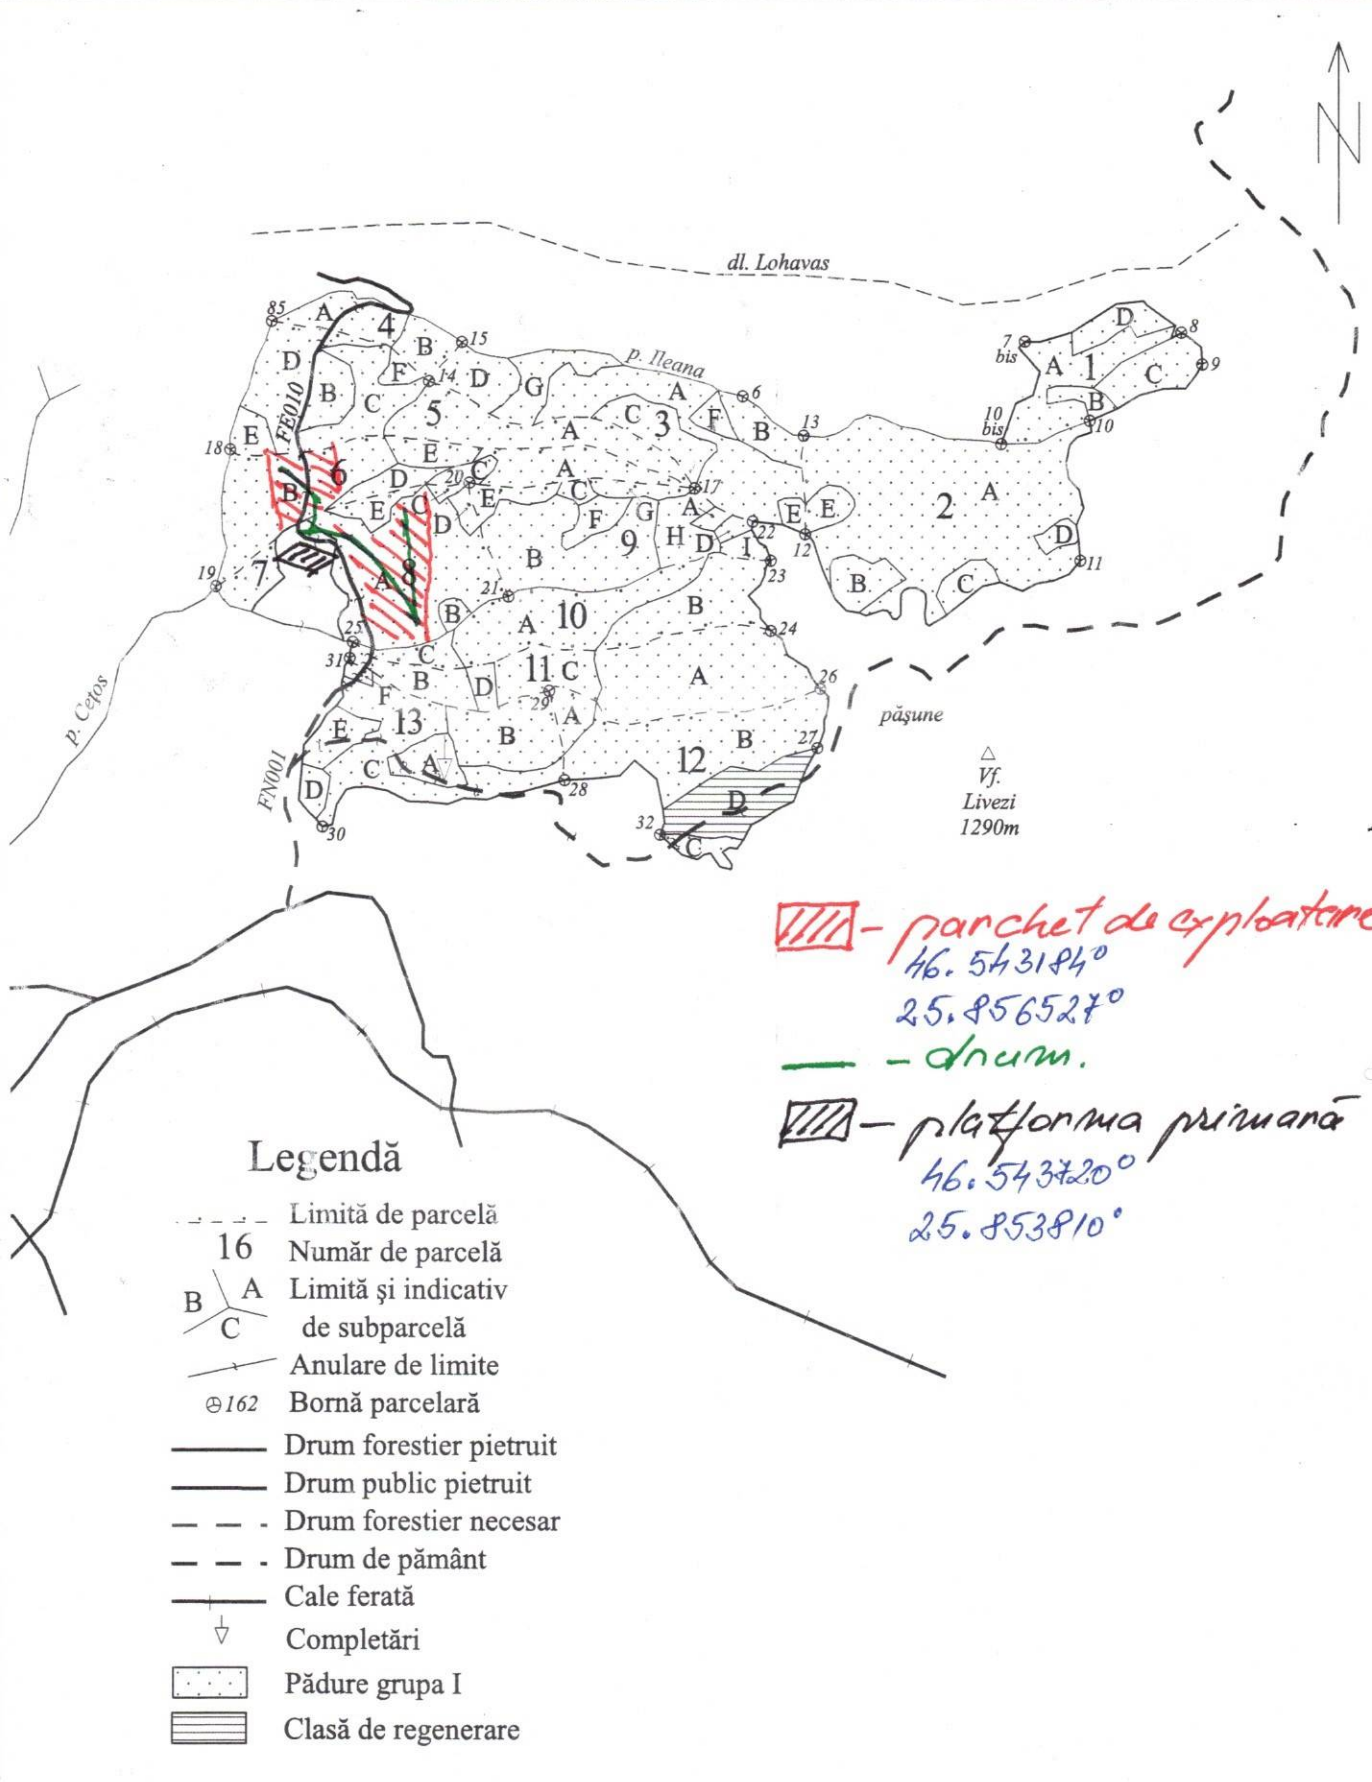 N
dl. Lohavas
85
A
4
B
15
D
F
14
D
G
p. Ileana
A
6
7
bis
D
8
A
1
C
9
B
10
bis
10
FE010
B
C
5
C
3
F
B
13
A
18
E
E
6
D
20
C
A
17
2
A
B
E
C
D
E
C
F
G
A
9
H
D
I
22
E
E
12
D
11
23
19
7
A
8
B
21
B
C
B
A
10
B
24
25
31
C
B
D
11
C
A
26
F
29
A
p. Cetos
E
13
B
B
27
păşune
FN001
C
A
12
D
28
D
Vf.
Livezi
1290m
30
32
C
- parchet de exploatare
46.543184°
25.856527°
- drum.
- platforma primară
46.543720°
25.853810°
Legendă
Limită de parcelă
16 Număr de parcelă
B A Limită şi indicativ
C de subparcelă
Anulare de limite
162 Bornă parcelară
Drum forestier pietruit
Drum public pietruit
Drum forestier necesar
Drum de pământ
Cale ferată
Completări
Pădure grupa I
Clasă de regenerare